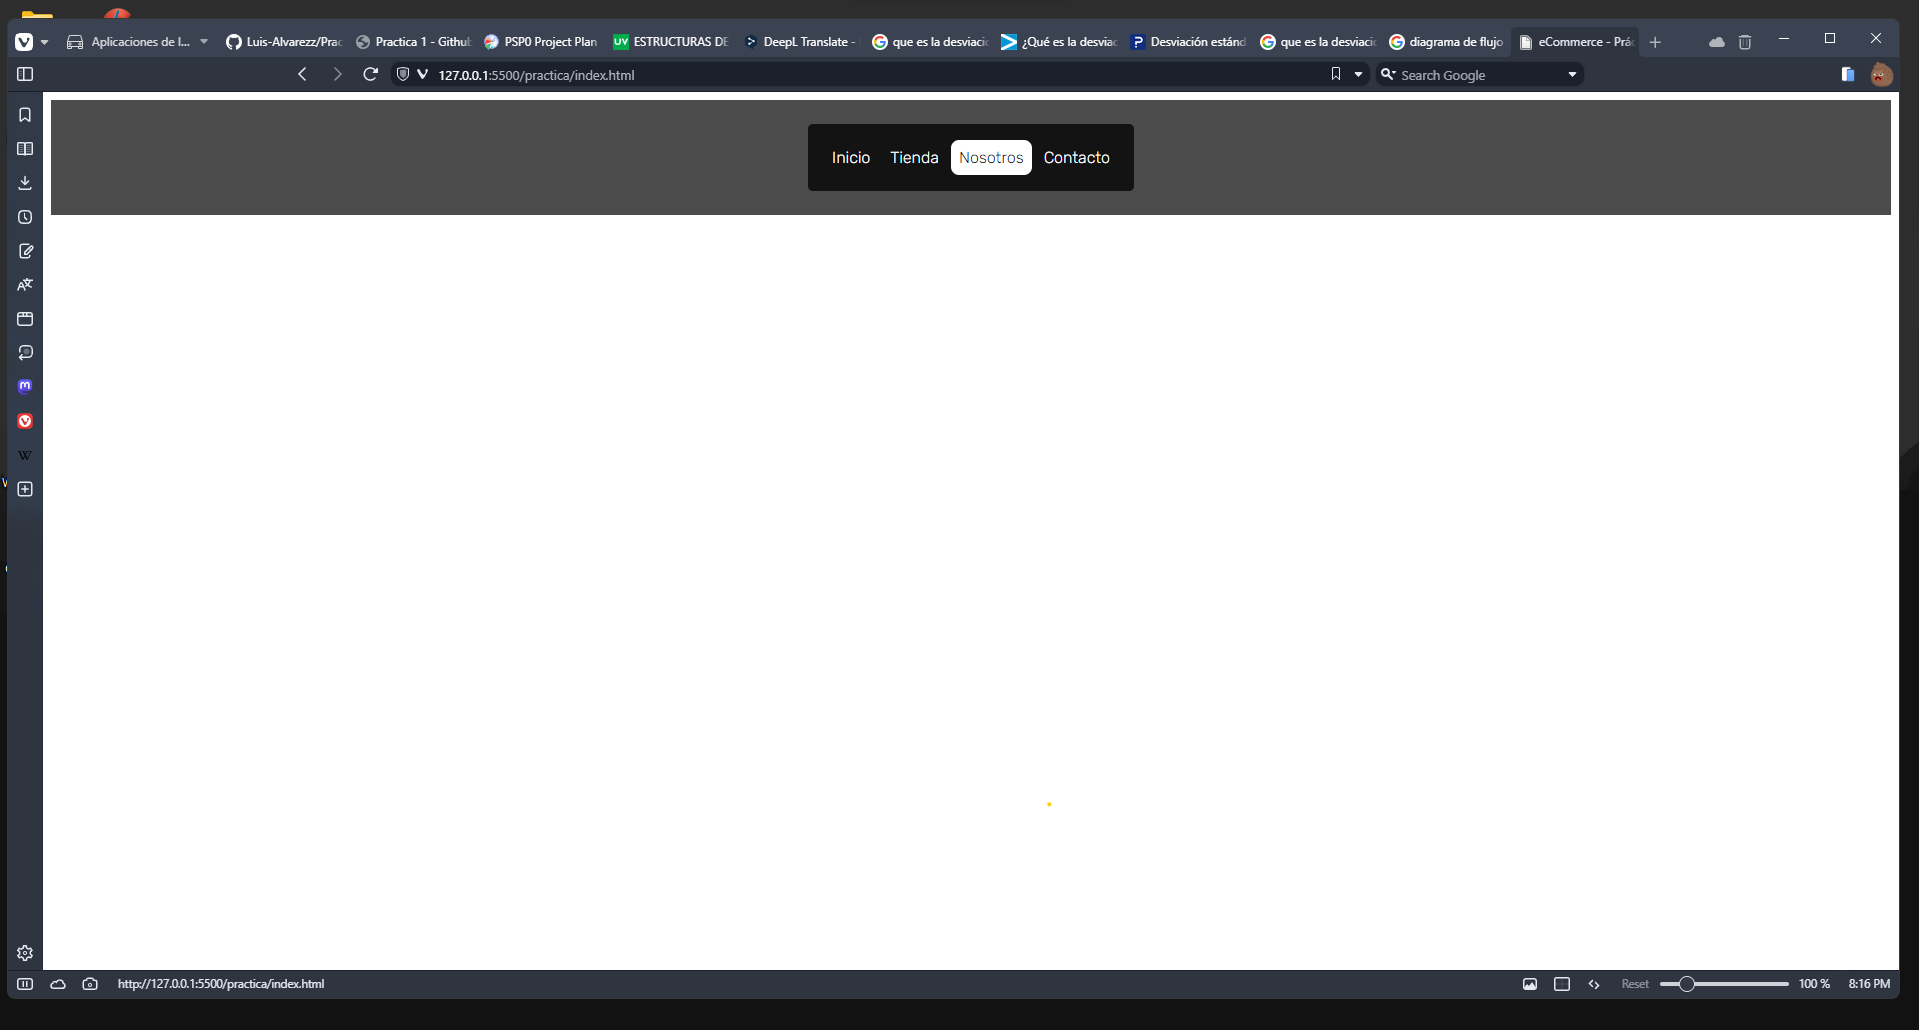 Aplicaciones de l...
Luis-Alvarezz/Prac
Practica 1 - Githul
PSP0 Project Plan
UV ESTRUCTURAS DE
DeepL Translate -
que es la desviaci
¿Qué es la desviac
P Desviación estánd
que es la desviaci
diagrama de flujo
eCommerce - Prác
127.0.0.1:5500/practica/index.html
Search Google
Inicio
Tienda
Nosotros
Contacto
W
http://127.0.0.1:5500/practica/index.html
Reset
100 %
8:16 PM